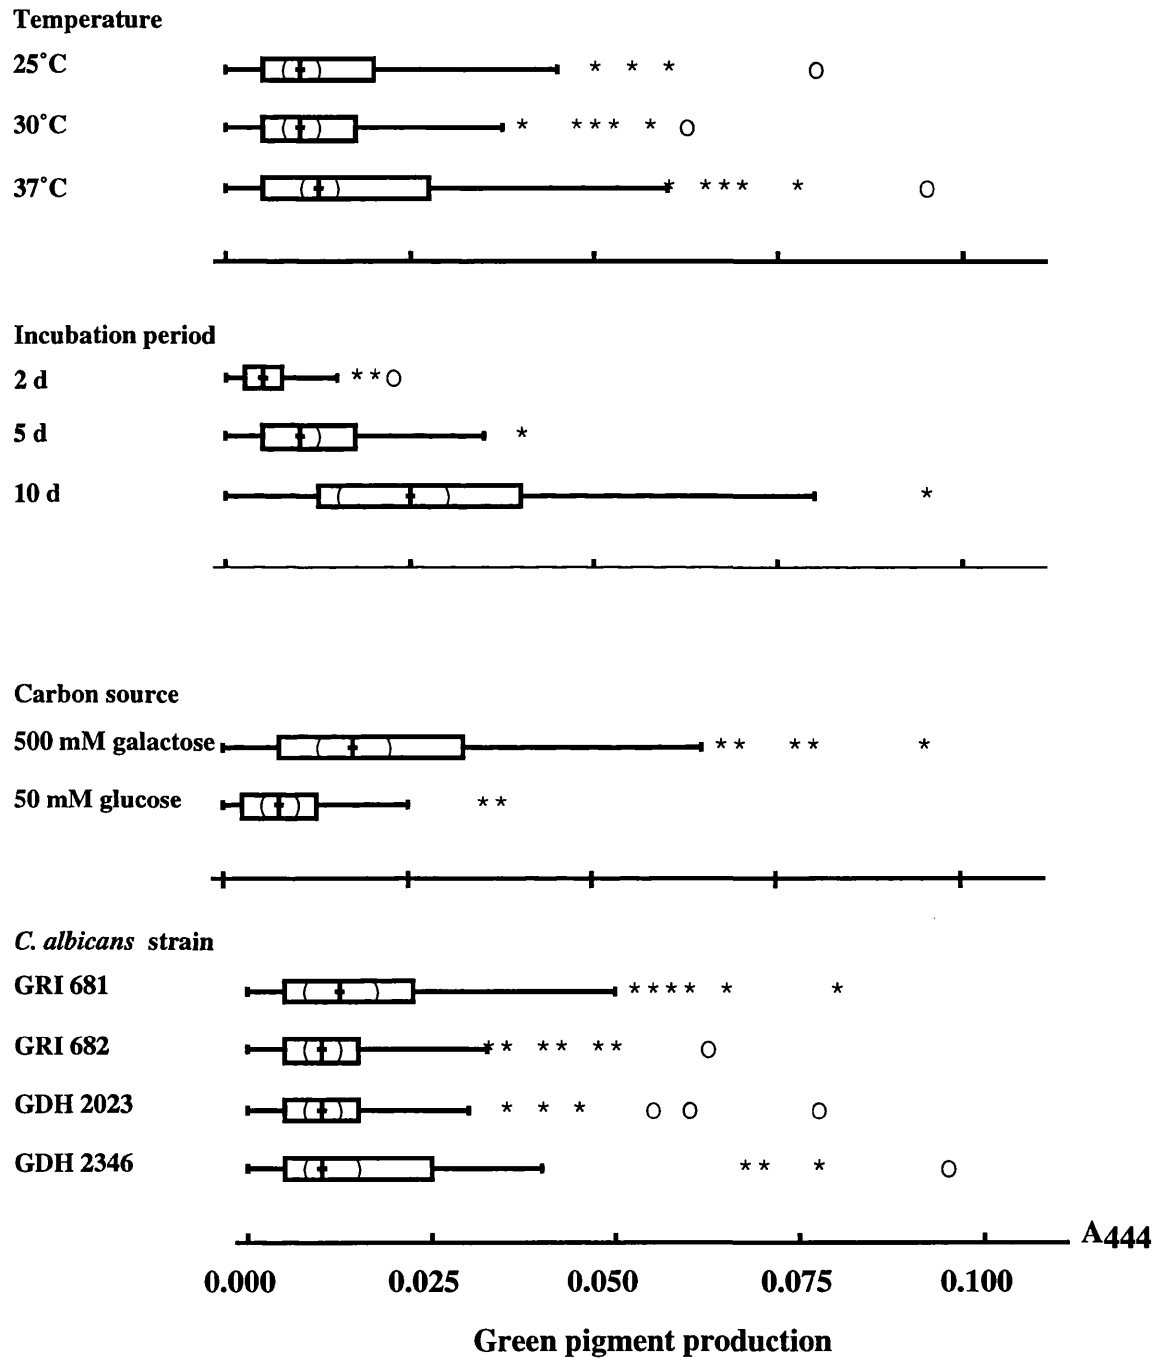 Temperature
25°C
30°C
37°C
Incubation period
2 d
5 d
10 d
Carbon source
500 mM galactose
50 mM glucose
C. albicans strain
GRI 681
GRI 682
GDH 2023
GDH 2346
A444
0.000 0.025 0.050 0.075 0.100
Green pigment production